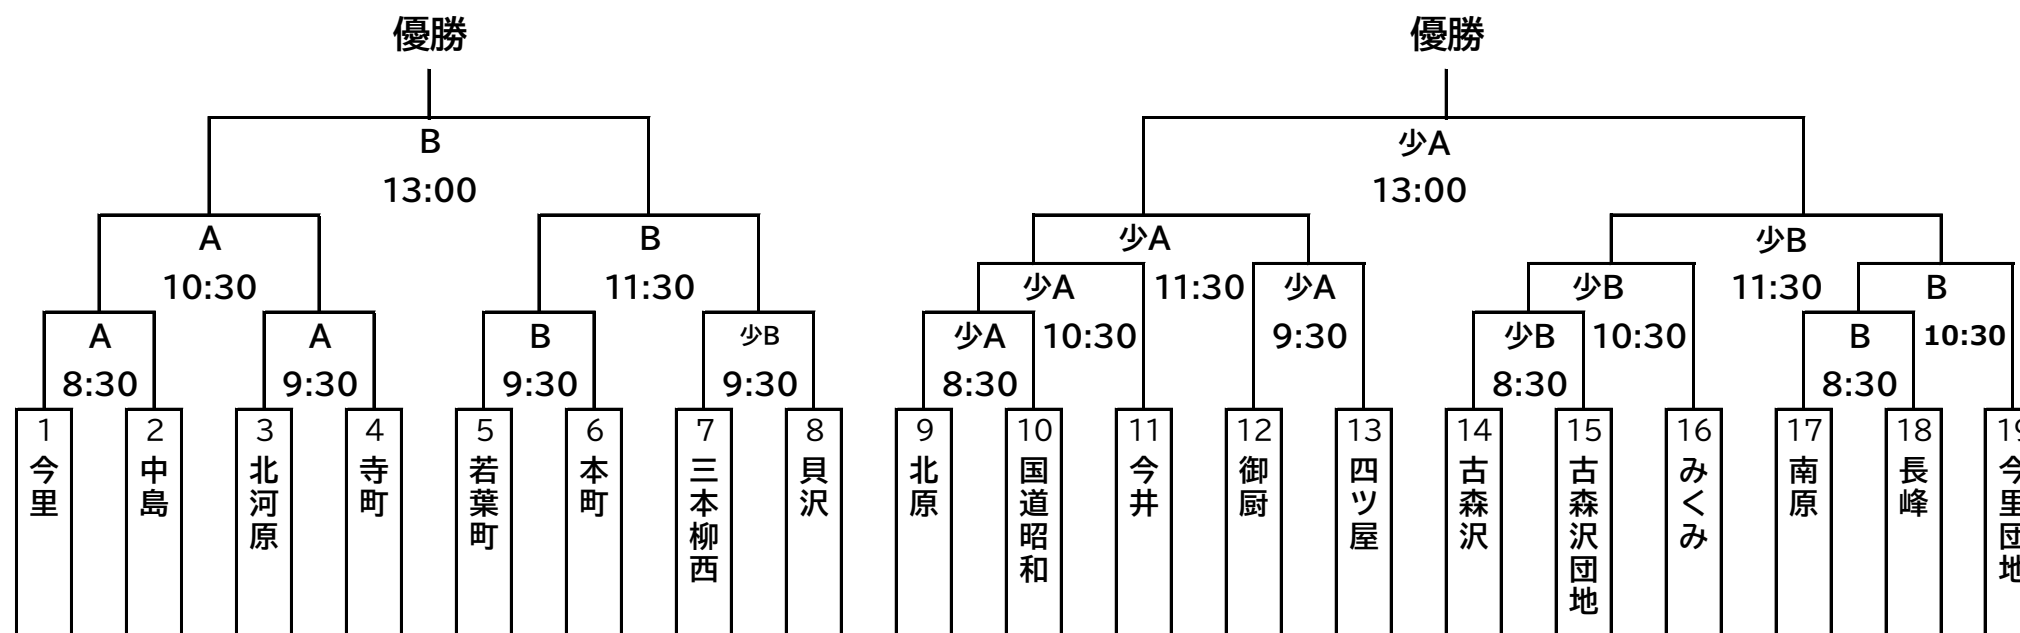 優勝
優勝
B
13:00
少A
13:00
A
10:30
B
11:30
少A
11:30
少B
11:30
少A
10:30
少A
9:30
少B
10:30
B
10:30
A
8:30
A
9:30
B
9:30
少B
9:30
少A
8:30
少B
8:30
B
8:30
1
今里
2
中島
3
北河原
4
寺町
5
若葉町
6
本町
7
三本柳西
8
貝沢
9
北原
10
国道昭和
11
今井
12
御厨
13
四ツ屋
14
古森沢
15
古森沢団地
16
みくみ
17
南原
18
長峰
19
今里団地